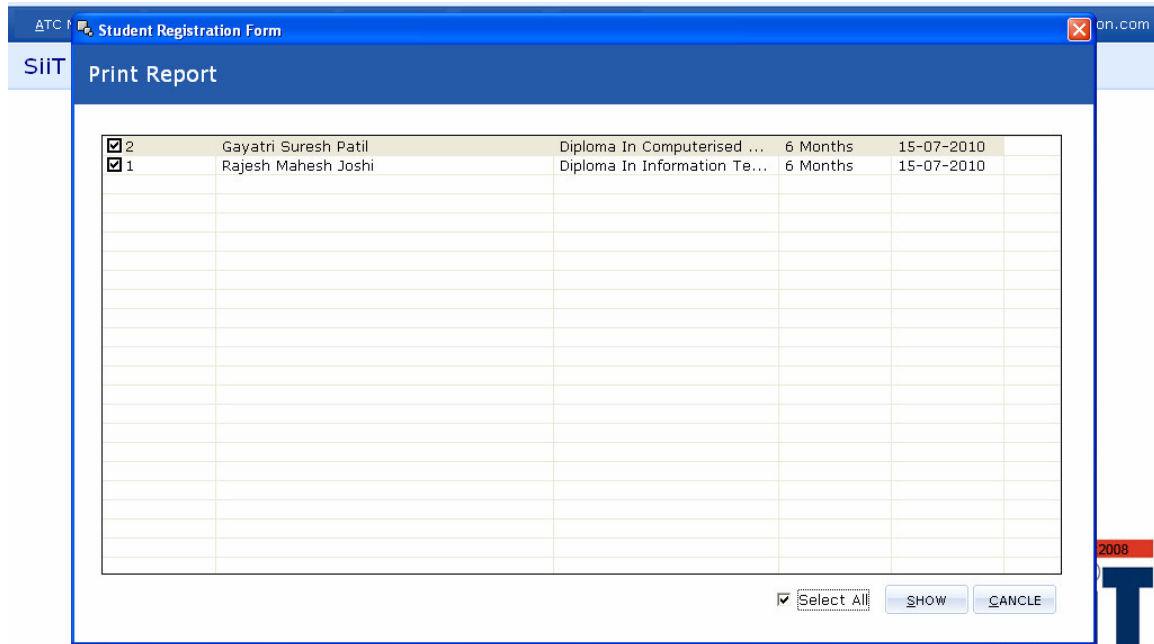 ATC
Student Registration Form
on.com
SiiT
Print Report
2 Gayatri Suresh Patil Diploma In Computerised ... 6 Months 15-07-2010
1 Rajesh Mahesh Joshi Diploma In Information Te... 6 Months 15-07-2010
2008
Select All SHOW CANCLE